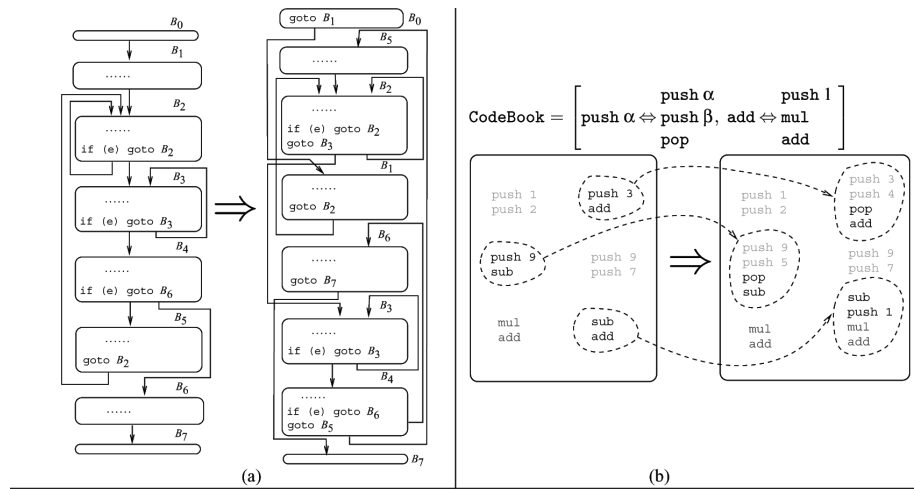 B0
B1
......
B2
......
if (e) goto B2
B3
......
if (e) goto B3
B4
......
if (e) goto B6
B5
......
goto B2
B6
......
B7
goto B1
B0
B5
......
B2
......
if (e) goto B2
goto B3
B1
......
goto B2
B6
......
goto B7
B3
......
if (e) goto B3
B4
......
if (e) goto B6
goto B5
B7
(a)
CodeBook = [push α ⇔ push α push β pop, add ⇔ push 1 mul add]
push 1
push 2
push 3
add
push 9
sub
push 9
push 7
mul
add
sub
add
push 1
push 2
push 3
push 4
pop
add
push 9
push 5
pop
sub
push 9
push 7
mul
add
sub
push 1
mul
add
(b)